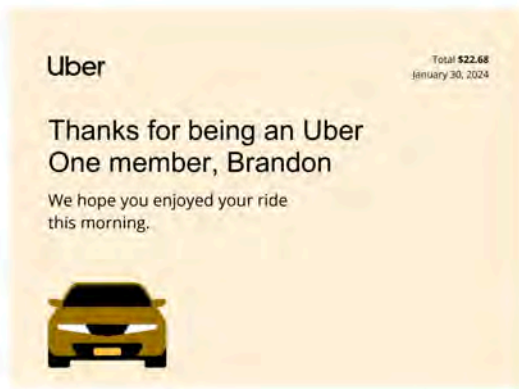 Uber
Total $22.68
January 30, 2024
Thanks for being an Uber
One member, Brandon
We hope you enjoyed your ride
this morning.